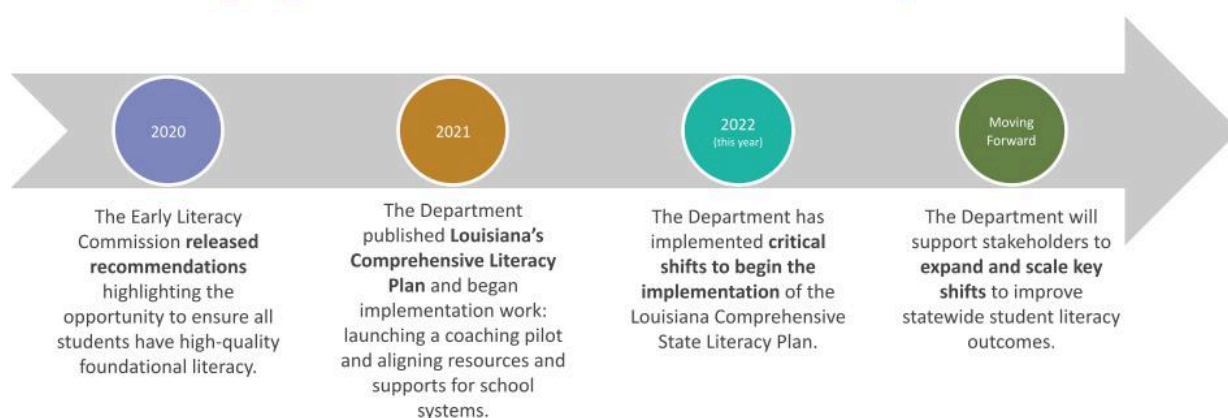 2020
The Early Literacy
Commission released
recommendations
highlighting the
opportunity to ensure all
students have high-quality
foundational literacy.
2021
The Department
published Louisiana's
Comprehensive Literacy
Plan and began
implementation work:
launching a coaching pilot
and aligning resources and
supports for school
systems.
2022
(this year)
The Department has
implemented critical
shifts to begin the
implementation of the
Louisiana Comprehensive
State Literacy Plan.
Moving
Forward
The Department will
support stakeholders to
expand and scale key
shifts to improve
statewide student literacy
outcomes.